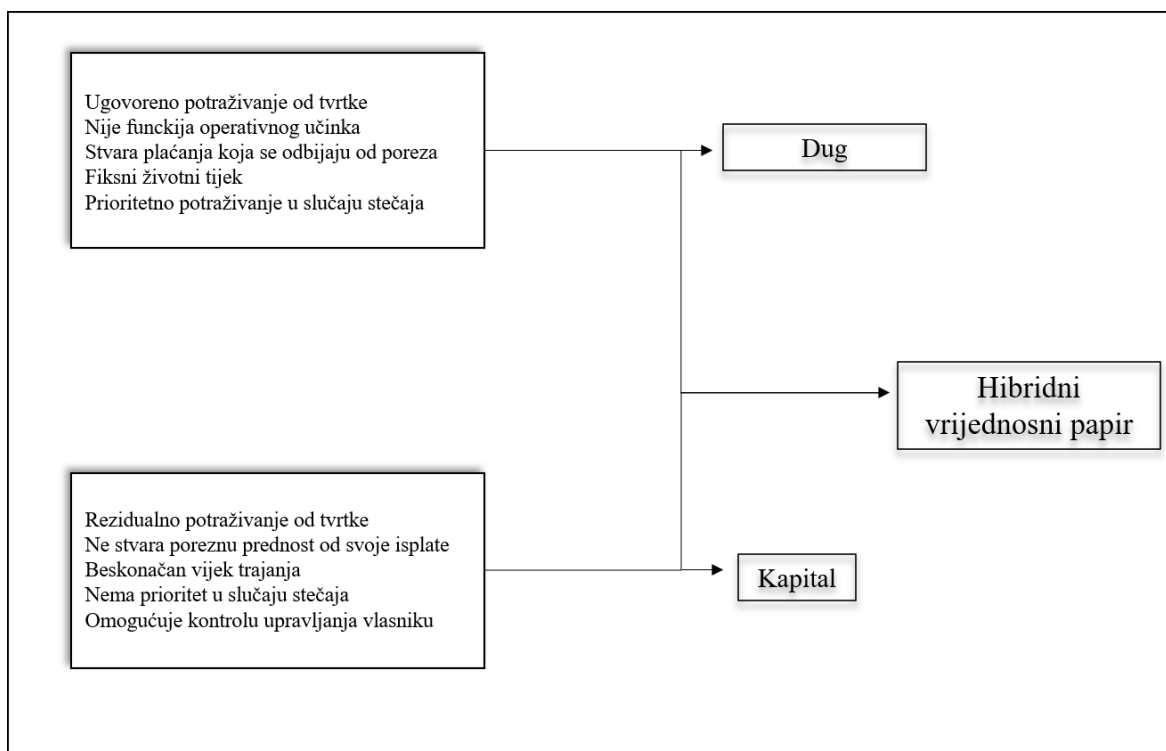 Ugovoreno potraživanje od tvrtke
Nije funckija operativnog učinka
Stvara plaćanja koja se odbijaju od poreza
Fiksni životni tijek
Prioritetno potraživanje u slučaju stečaja
Dug
Hibridni
vrijednosni papir
Rezidualno potraživanje od tvrtke
Ne stvara poreznu prednost od svoje isplate
Beskonačan vijek trajanja
Nema prioritet u slučaju stečaja
Omogućuje kontrolu upravljanja vlasniku
Kapital